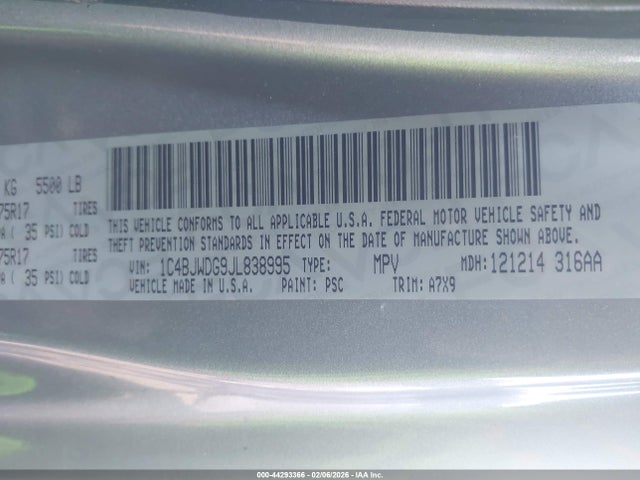 KG 5500 LB
75R17 TIRES
A( 35 PSI) COLD
75R17 TIRES
A ( 35 PSI) COLD
THIS VEHICLE CONFORMS TO ALL APPLICABLE U.S.A. FEDERAL MOTOR VEHICLE SAFETY AND
THEFT PREVENTION STANDARDS IN EFFECT ON THE DATE OF MANUFACTURE SHOWN ABOVE.
VIN: 1C4BJWDG9JL838995 TYPE: MPV MDH: 121214 316AA
VEHICLE MADE IN U.S.A. PAINT: PSC TRIM: A7X9
000-44293366 - 02/06/2026 - IAA Inc.